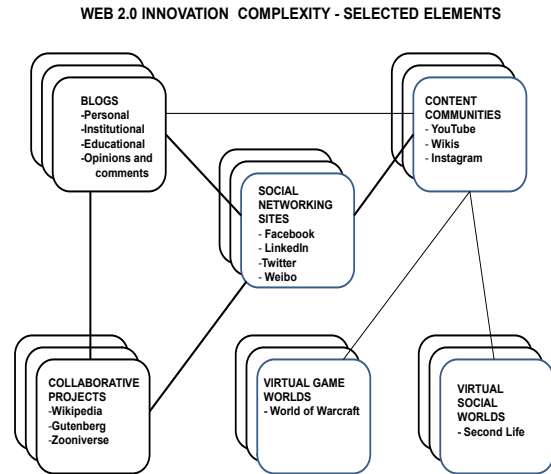 WEB 2.0 INNOVATION COMPLEXITY - SELECTED ELEMENTS
BLOGS
-Personal
-Institutional
-Educational
-Opinions and
comments
CONTENT
COMMUNITIES
- YouTube
- Wikis
- Instagram
SOCIAL
NETWORKING
SITES
- Facebook
- LinkedIn
-Twitter
- Weibo
COLLABORATIVE
PROJECTS
-Wikipedia
-Gutenberg
-Zooniverse
VIRTUAL GAME
WORLDS
- World of Warcraft
VIRTUAL
SOCIAL
WORLDS
- Second Life